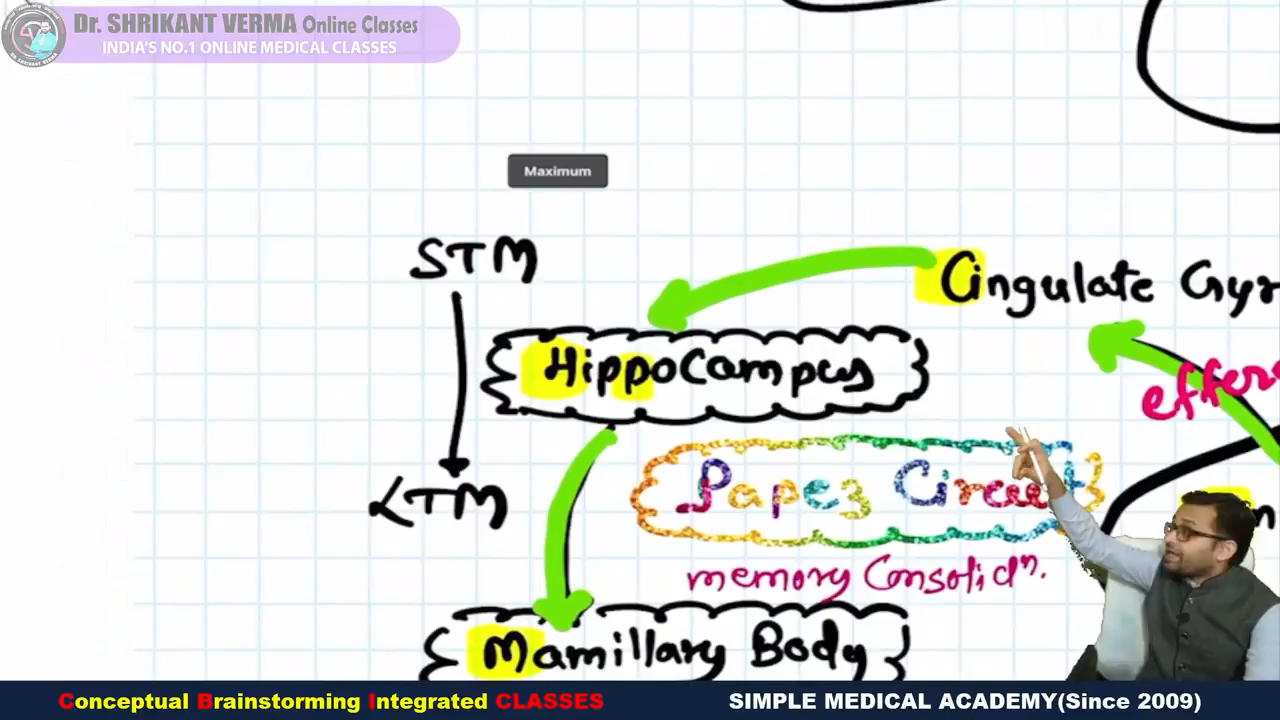 Dr. SHRIKANT VERMA Online Classes
INDIA'S NO.1 ONLINE MEDICAL CLASSES
Maximum
STM
Cingulate Gyr
HippoCampus
effer
LTM
Papez Circuit
memory Consolidn.
Mamillary Body
Conceptual Brainstorming Integrated CLASSES
SIMPLE MEDICAL ACADEMY(Since 2009)